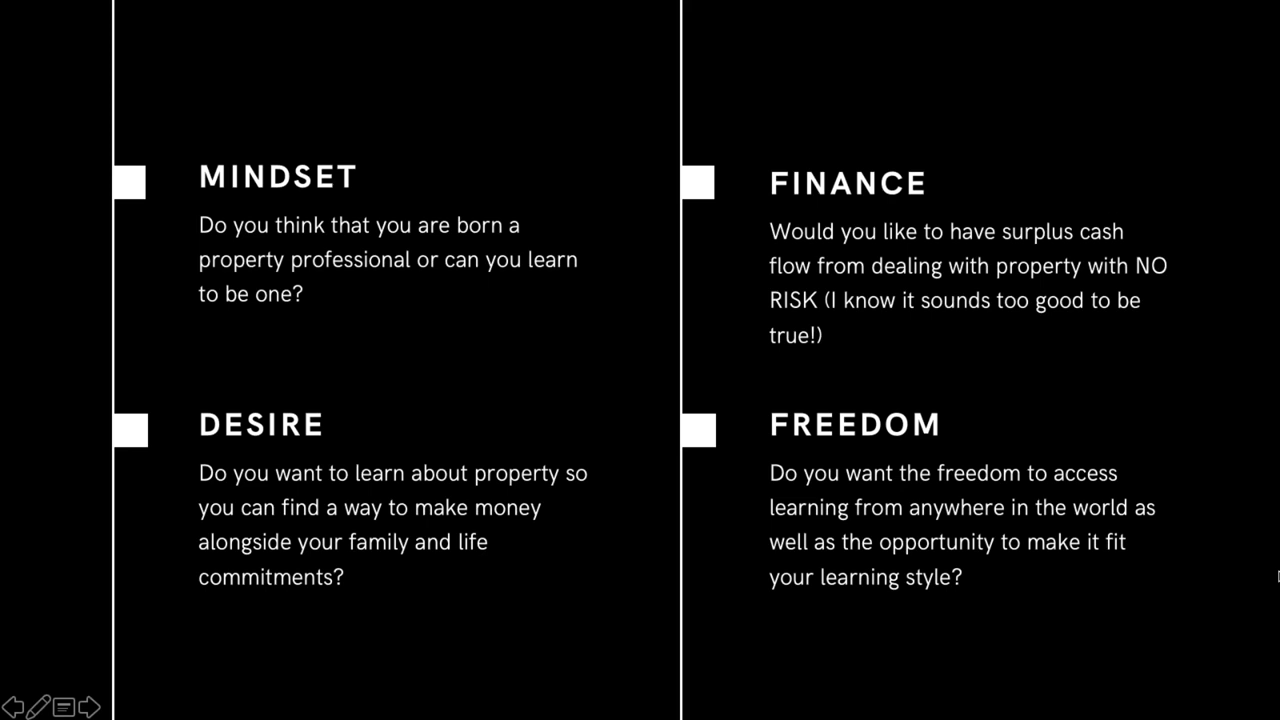 MINDSET
Do you think that you are born a
property professional or can you learn
to be one?
DESIRE
Do you want to learn about property so
you can find a way to make money
alongside your family and life
commitments?
FINANCE
Would you like to have surplus cash
flow from dealing with property with NO
RISK (I know it sounds too good to be
true!)
FREEDOM
Do you want the freedom to access
learning from anywhere in the world as
well as the opportunity to make it fit
your learning style?